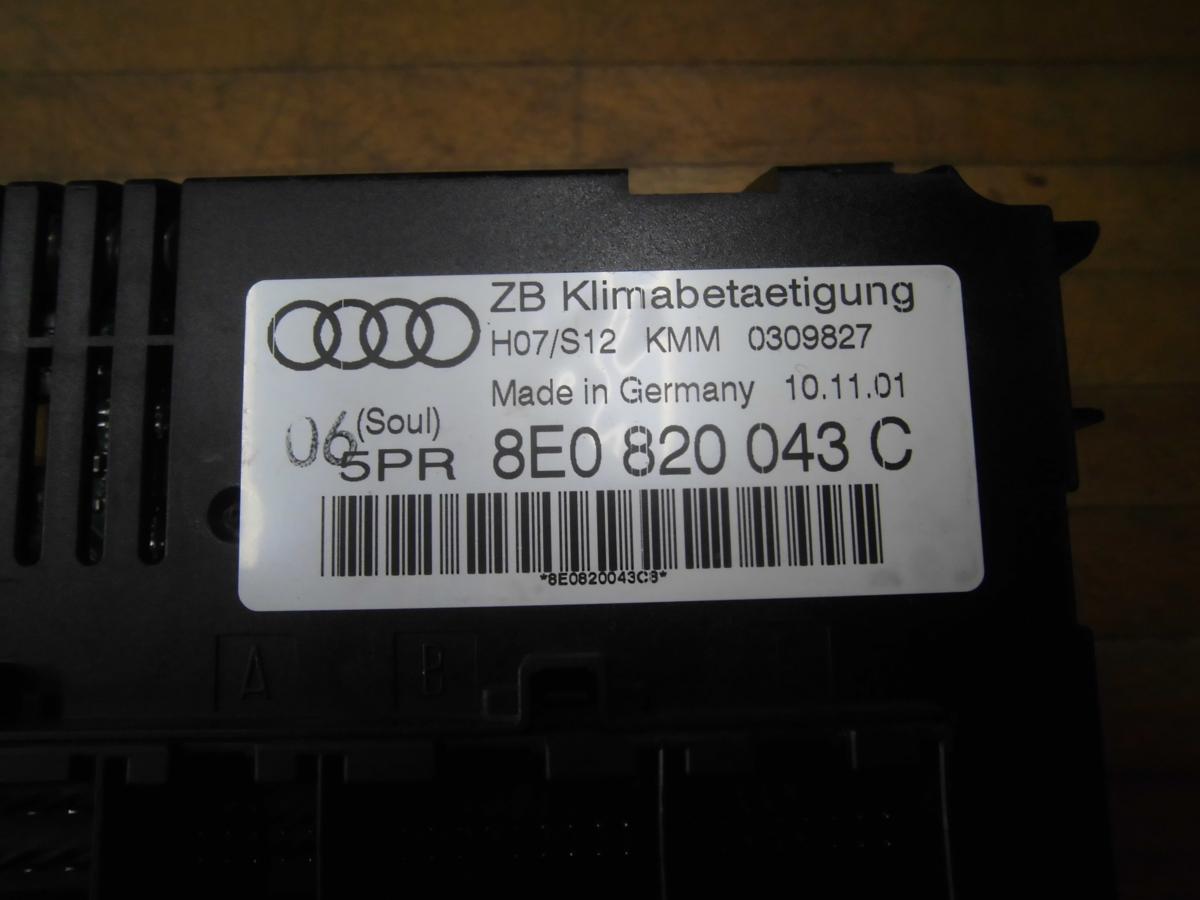 ZB Klimabetaetigung
H07/S12 KMM 0309827
Made in Germany 10.11.01
06 (Soul)
5PR 8E0 820 043 C
*8E0820043C8*
A B